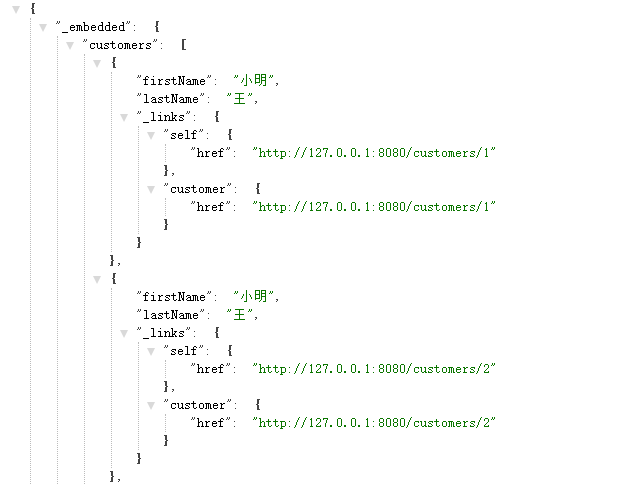 {
"_embedded": {
"customers": [
{
"firstName": "小明",
"lastName": "王",
"_links": {
"self": {
"href": "http://127.0.0.1:8080/customers/1"
},
"customer": {
"href": "http://127.0.0.1:8080/customers/1"
}
}
},
{
"firstName": "小明",
"lastName": "王",
"_links": {
"self": {
"href": "http://127.0.0.1:8080/customers/2"
},
"customer": {
"href": "http://127.0.0.1:8080/customers/2"
}
}
},